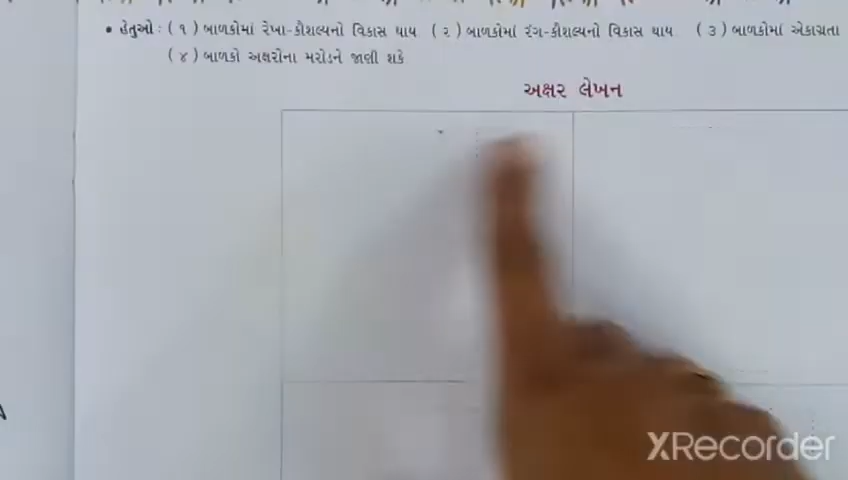 • હેતુઓ : ( ૧ ) બાળકોમાં રેખા-કૌશલ્યનો વિકાસ થાય ( ૨ ) બાળકોમાં રંગ-કૌશલ્યનો વિકાસ થાય ( ૩ ) બાળકોમાં એકાગ્રતા
( ૪ ) બાળકો અક્ષરોના મરોડને જાણી શકે
અક્ષર લેખન
XRecorder